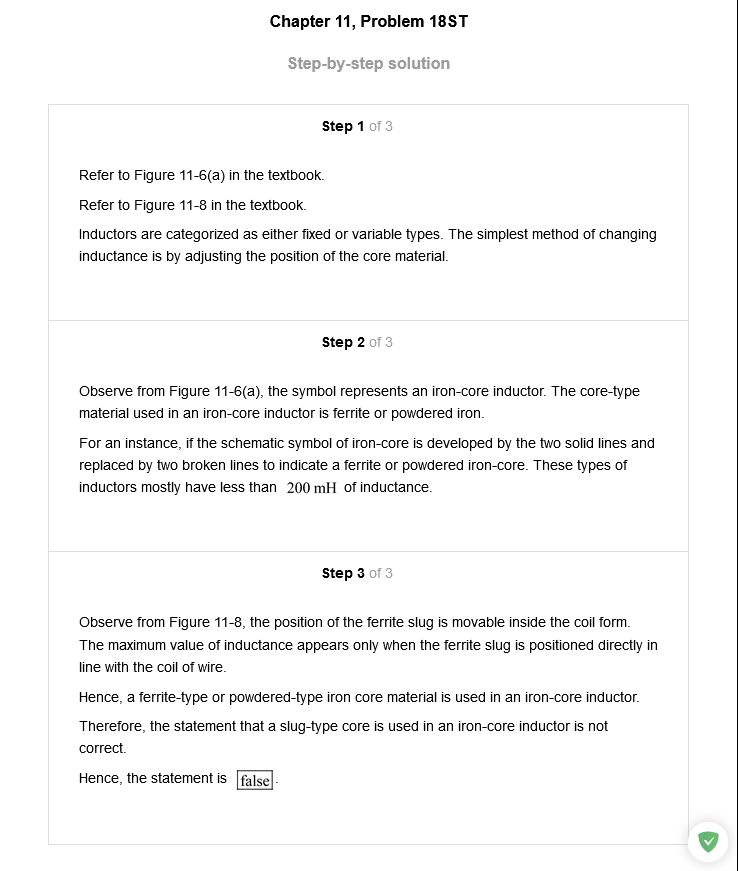 Chapter 11, Problem 18ST
Step-by-step solution
Step 1 of 3
Refer to Figure 11-6(a) in the textbook.
Refer to Figure 11-8 in the textbook.
Inductors are categorized as either fixed or variable types. The simplest method of changing
inductance is by adjusting the position of the core material.
Step 2 of 3
Observe from Figure 11-6(a), the symbol represents an iron-core inductor. The core-type
material used in an iron-core inductor is ferrite or powdered iron.
For an instance, if the schematic symbol of iron-core is developed by the two solid lines and
replaced by two broken lines to indicate a ferrite or powdered iron-core. These types of
inductors mostly have less than 200 mH of inductance.
Step 3 of 3
Observe from Figure 11-8, the position of the ferrite slug is movable inside the coil form.
The maximum value of inductance appears only when the ferrite slug is positioned directly in
line with the coil of wire.
Hence, a ferrite-type or powdered-type iron core material is used in an iron-core inductor.
Therefore, the statement that a slug-type core is used in an iron-core inductor is not
correct.
Hence, the statement is false.